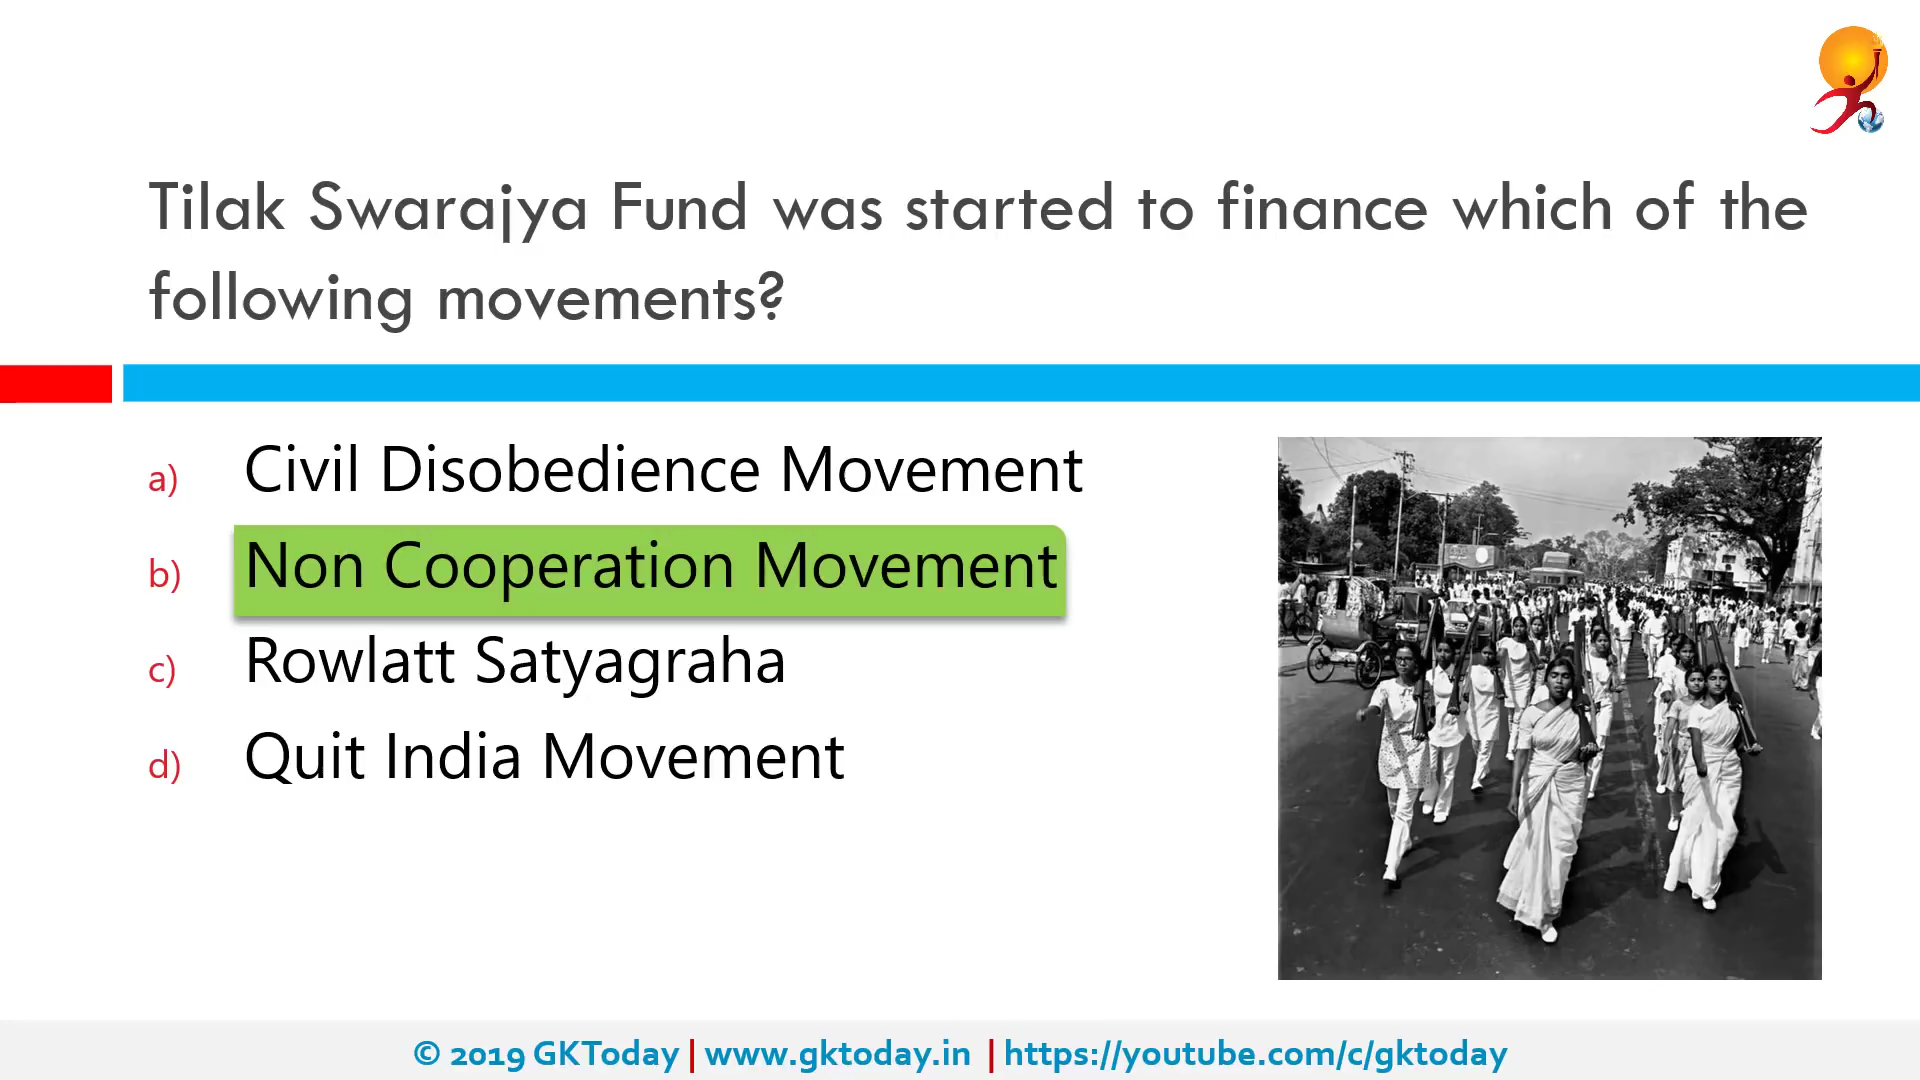 Tilak Swarajya Fund was started to finance which of the
following movements?
a) Civil Disobedience Movement
b) Non Cooperation Movement
c) Rowlatt Satyagraha
d) Quit India Movement
© 2019 GKToday | www.gktoday.in | https://youtube.com/c/gktoday